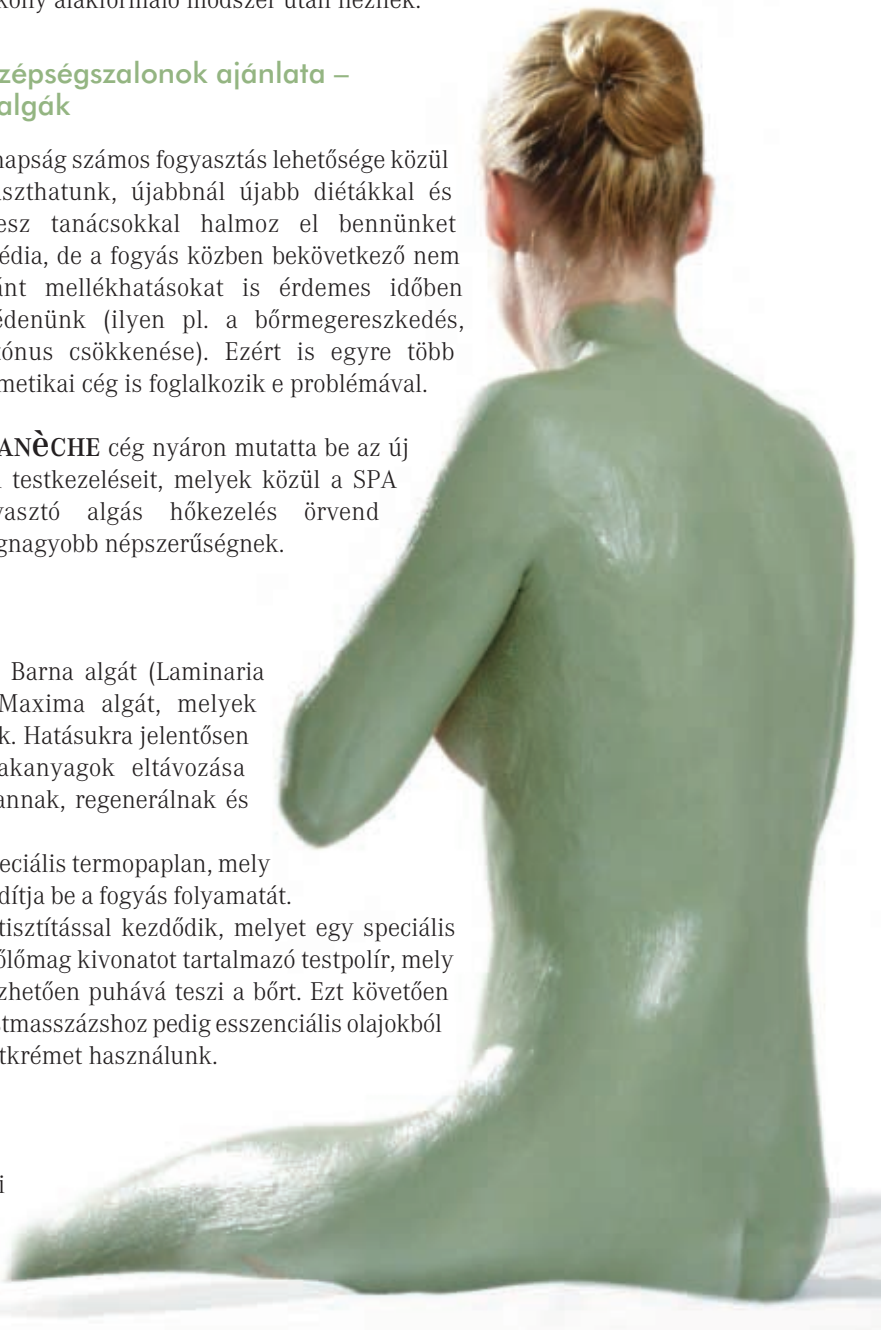 kony alakformáló módszer után néznek.
zépségszalonok ajánlata –
algák
napság számos fogyasztás lehetősége közül
aszthatunk, újabbnál újabb diétákkal és
esz tanácsokkal halmoz el bennünket
édia, de a fogyás közben bekövetkező nem
ánt mellékhatásokat is érdemes időben
édenünk (ilyen pl. a bőrmegereszkedés,
tónus csökkenése). Ezért is egyre több
metikai cég is foglalkozik e problémával.
ANèCHE cég nyáron mutatta be az új
testkezeléseit, melyek közül a SPA
yasztó algás hőkezelés örvend
gnagyobb népszerűségnek.
Barna algát (Laminaria
Maxima algát, melyek
k. Hatásukra jelentősen
akanyagok eltávozása
annak, regenerálnak és
eciális termopaplan, mely
dítja be a fogyás folyamatát.
tisztítással kezdődik, melyet egy speciális
őlőmag kivonatot tartalmazó testpolír, mely
zhetően puhává teszi a bőrt. Ezt követően
stmasszázshoz pedig esszenciális olajokból
tkrémet használunk.
i